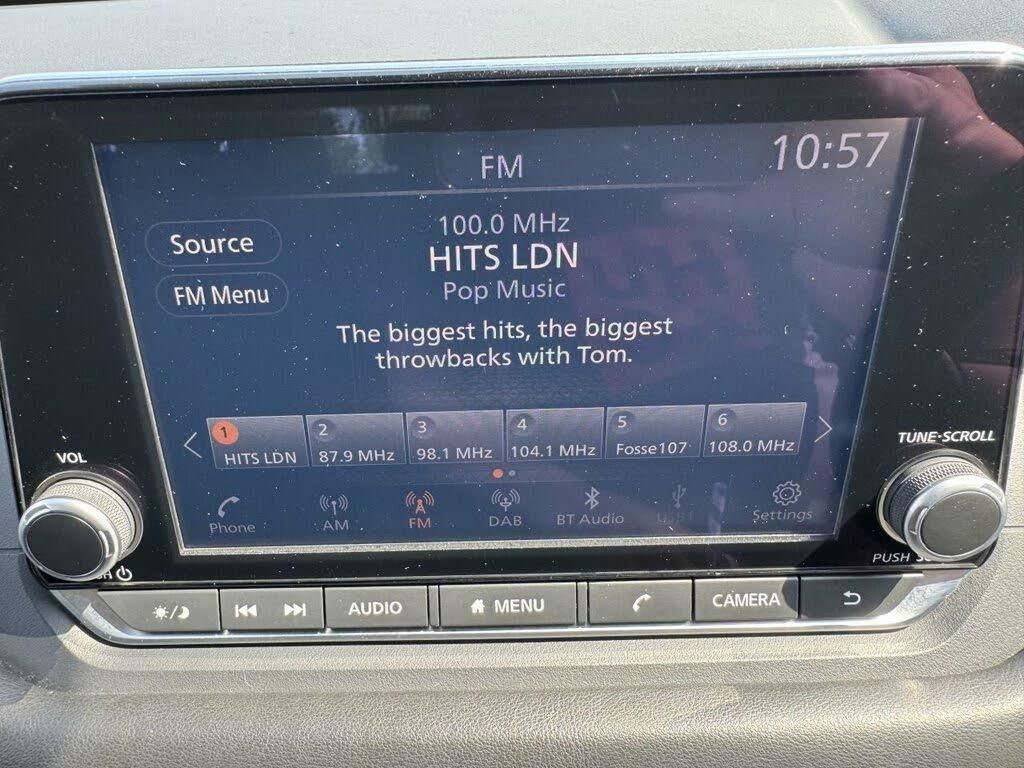 FM
10:57
Source
FM Menu
100.0 MHz
HITS LDN
Pop Music
The biggest hits, the biggest
throwbacks with Tom.
1 HITS LDN
2 87.9 MHz
3 98.1 MHz
4 104.1 MHz
5 Fosse107
6 108.0 MHz
Phone
AM
FM
DAB
BT Audio
Settings
VOL
TUNE·SCROLL
PUSH
AUDIO
MENU
CAMERA